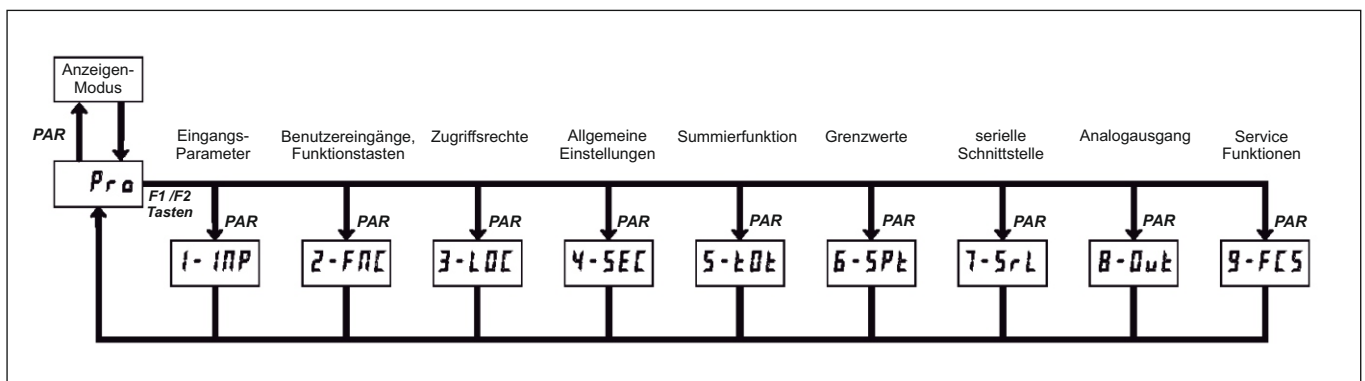 Anzeigen-
Modus
PAR
Eingangs-
Parameter
Benutzereingänge,
Funktionstasten
Zugriffsrechte
Allgemeine
Einstellungen
Summierfunktion
Grenzwerte
serielle
Schnittstelle
Analogausgang
Service
Funktionen
Pro
F1 /F2
Tasten
PAR PAR PAR PAR PAR PAR PAR PAR PAR
1-INP 2-FNC 3-LOC 4-SEC 5-tOt 6-SPt 7-SrL 8-Out 9-FCS